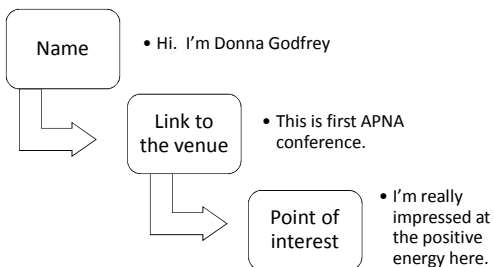 Name
• Hi.  I'm Donna Godfrey
Link to
the venue
• This is first APNA
conference.
Point of
interest
• I'm really
impressed at
the positive
energy here.